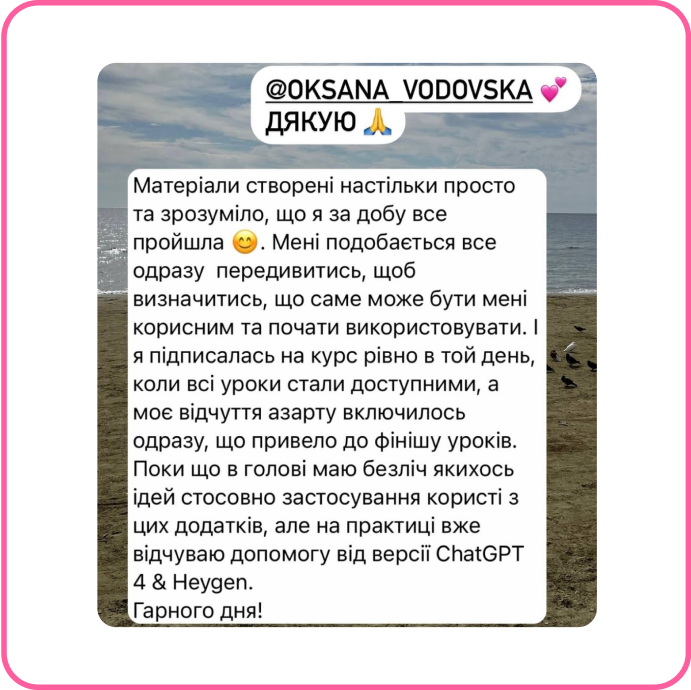 @OKSANA_VODOVSKA 💕
ДЯКУЮ 🙏
Матеріали створені настільки просто
та зрозуміло, що я за добу все
пройшла 😊. Мені подобається все
одразу передивитись, щоб
визначитись, що саме може бути мені
корисним та почати використовувати. І
я підписалась на курс рівно в той день,
коли всі уроки стали доступними, а
моє відчуття азарту включилось
одразу, що привело до фінішу уроків.
Поки що в голові маю безліч якихось
ідей стосовно застосування користі з
цих додатків, але на практиці вже
відчуваю допомогу від версії ChatGPT
4 & Heygen.
Гарного дня!